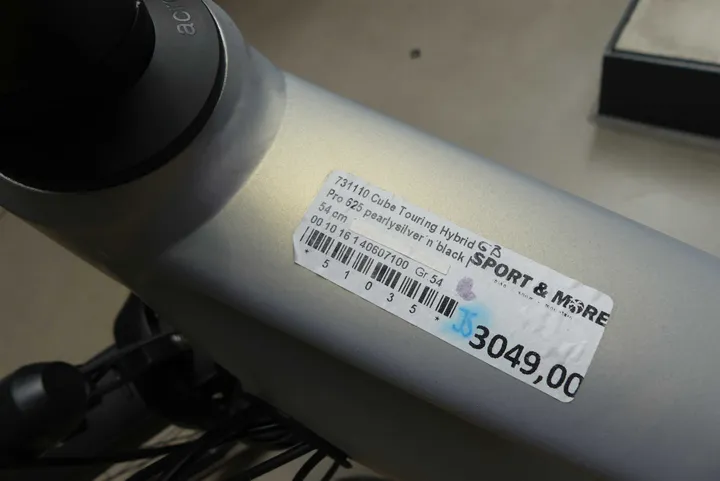 731110 Cube Touring Hybrid GB
Pro 625 pearlysilver´n´black
54 cm
00 10 16 1 40607100 Gr 54
* 5 1 0 3 5 *
SPORT & MORE
JS
3049,00